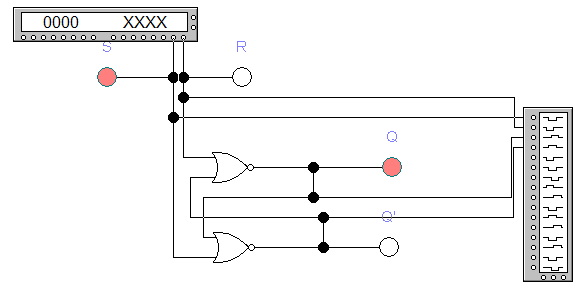 0000 XXXX
S R
Q
Q'